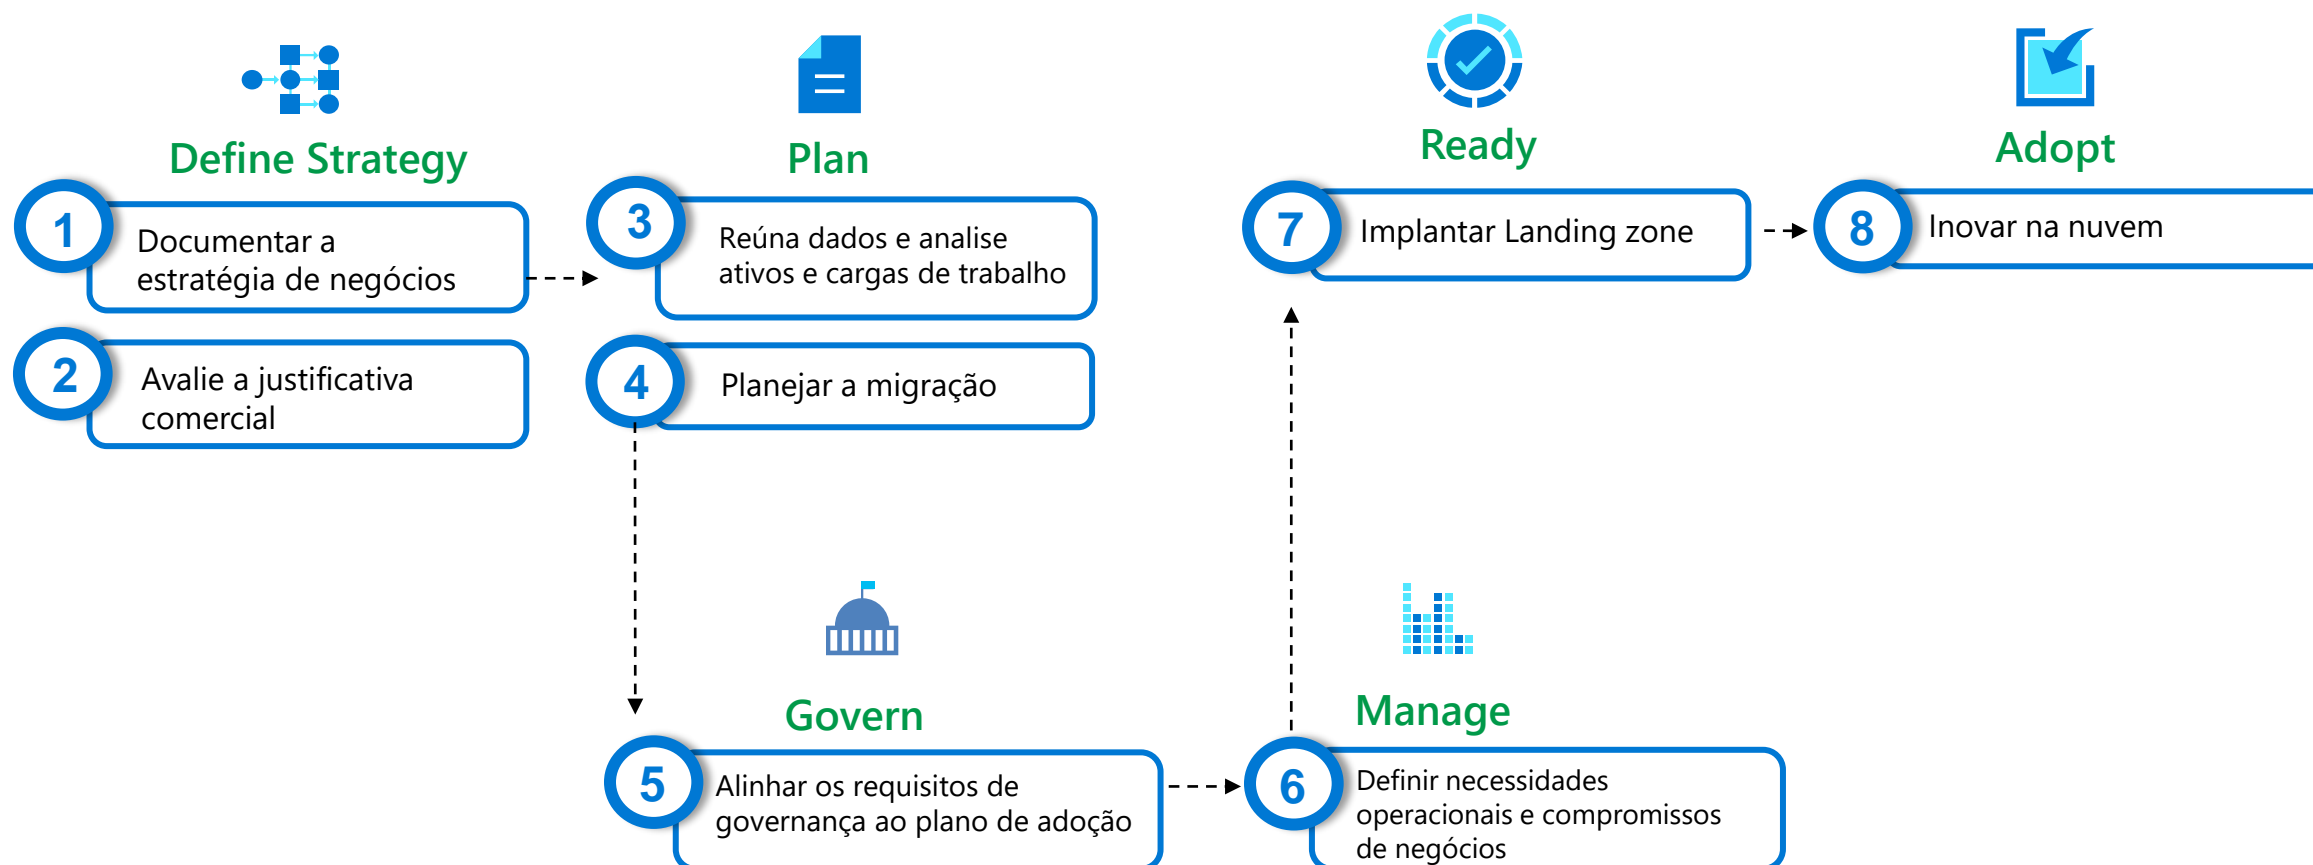 Define Strategy
1
Documentar a
estratégia de negócios
2
Avalie a justificativa
comercial
Plan
3
Reúna dados e analise
ativos e cargas de trabalho
4
Planejar a migração
Govern
5
Alinhar os requisitos de
governança ao plano de adoção
Manage
6
Definir necessidades
operacionais e compromissos
de negócios
Ready
7
Implantar Landing zone
Adopt
8
Inovar na nuvem